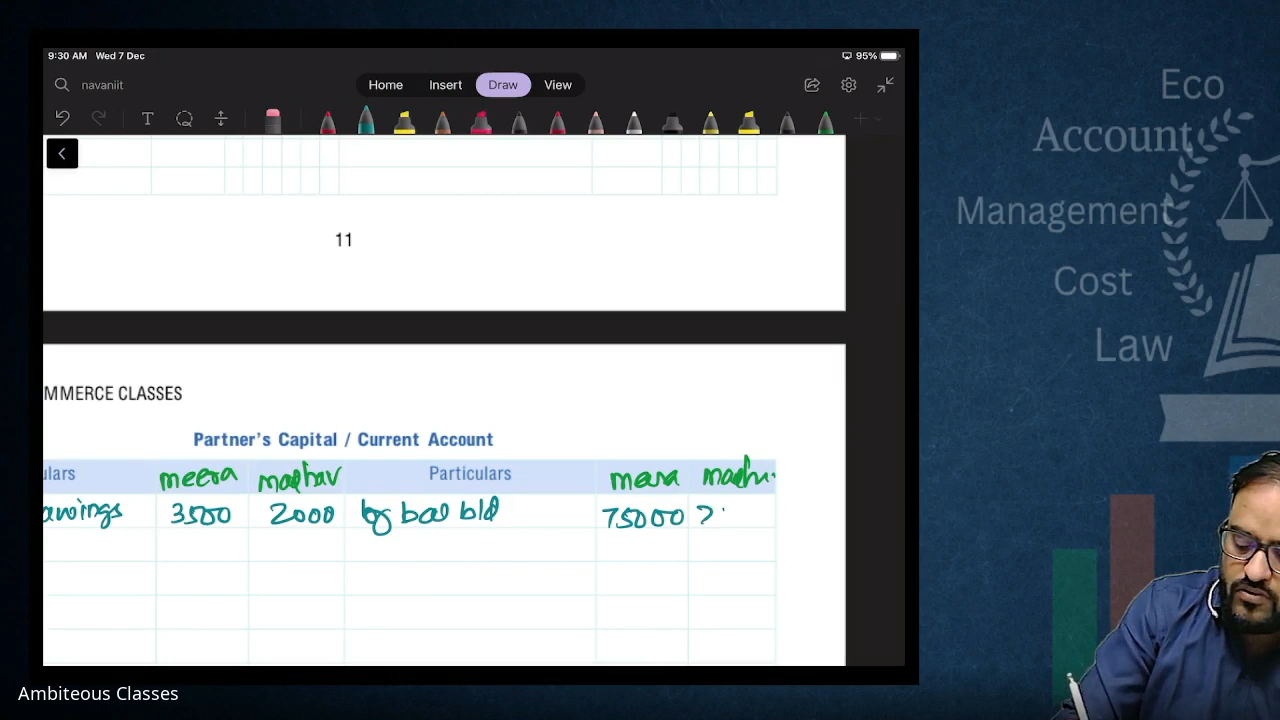 9:30 AM Wed 7 Dec
95%
navaniit
Home Insert Draw View
11
MMERCE CLASSES
Partner's Capital / Current Account
ulars meera madhav Particulars meera
awings 3500 2000 by bal b/d 75000
Eco
Account
Management
Cost
Law
Ambiteous Classes